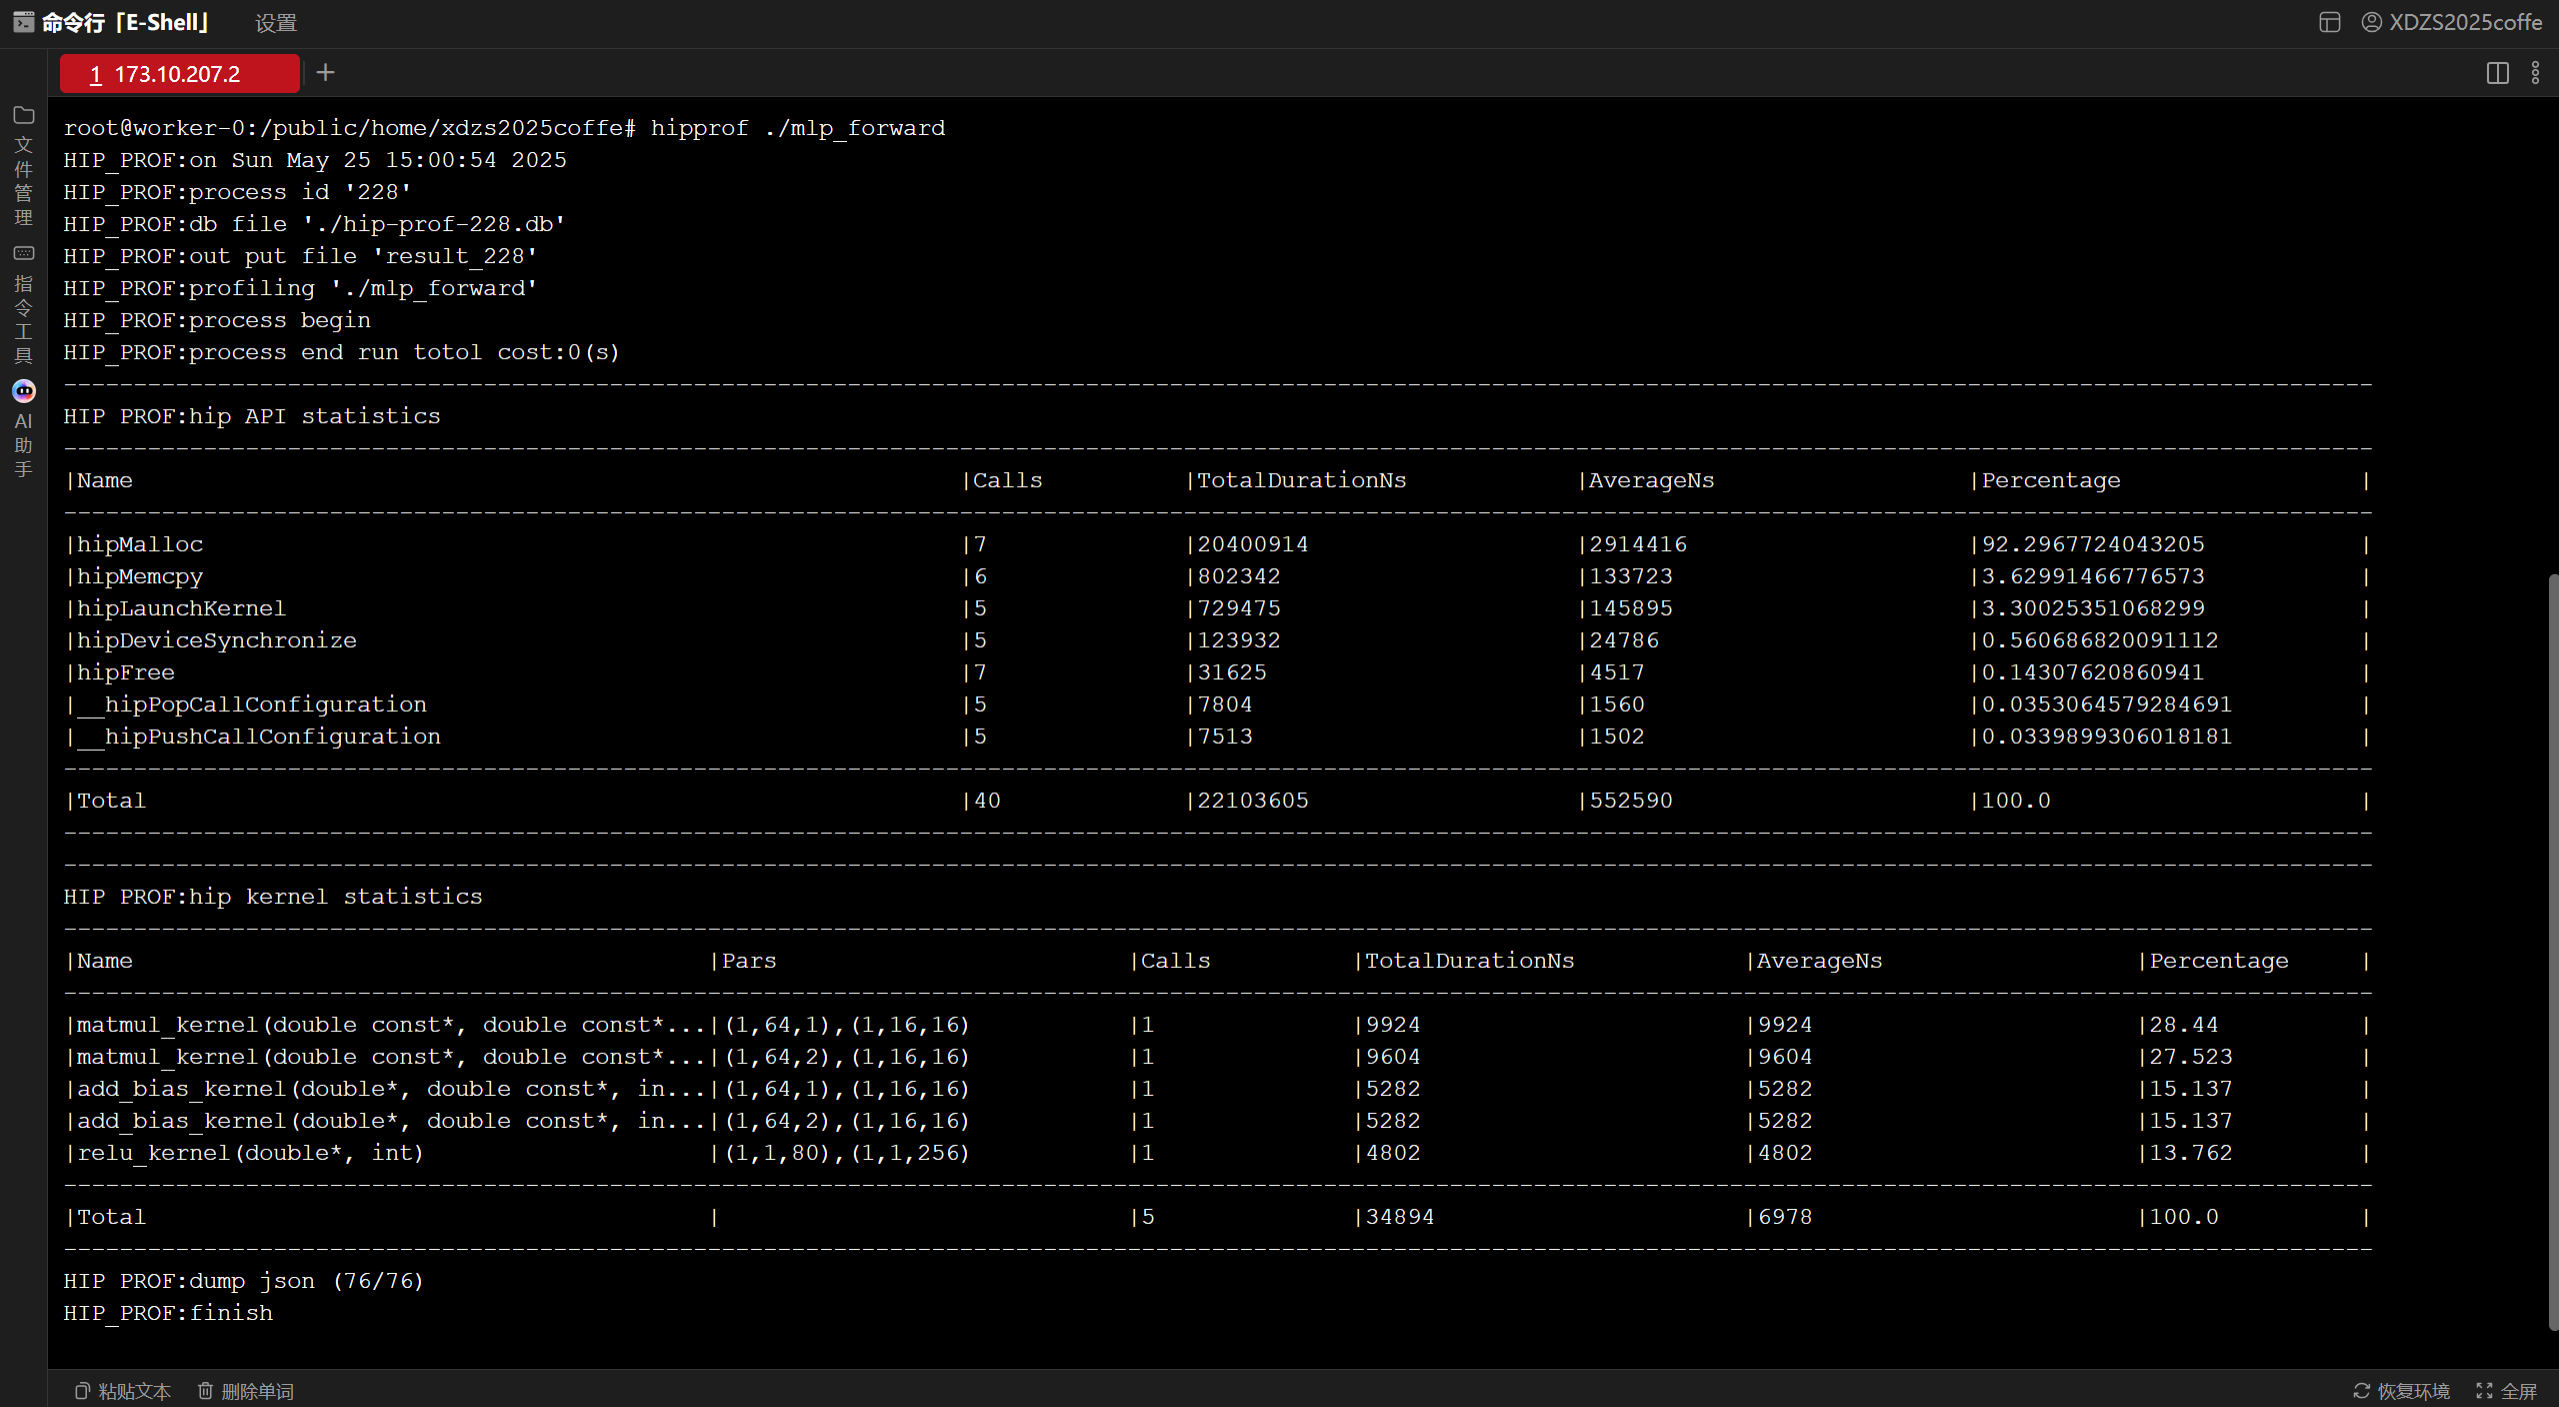 命令行「E-Shell」 设置 XDZS2025coffe
1 173.10.207.2 +
文件管理
指令工具
AI助手
root@worker-0:/public/home/xdzs2025coffe# hipprof ./mlp_forward
HIP_PROF:on Sun May 25 15:00:54 2025
HIP_PROF:process id '228'
HIP_PROF:db file './hip-prof-228.db'
HIP_PROF:out put file 'result_228'
HIP_PROF:profiling './mlp_forward'
HIP_PROF:process begin
HIP_PROF:process end run totol cost:0(s)
HIP PROF:hip API statistics
|Name |Calls |TotalDurationNs |AverageNs |Percentage |
|hipMalloc |7 |20400914 |2914416 |92.2967724043205 |
|hipMemcpy |6 |802342 |133723 |3.62991466776573 |
|hipLaunchKernel |5 |729475 |145895 |3.30025351068299 |
|hipDeviceSynchronize |5 |123932 |24786 |0.560686820091112 |
|hipFree |7 |31625 |4517 |0.14307620860941 |
|__hipPopCallConfiguration |5 |7804 |1560 |0.0353064579284691 |
|__hipPushCallConfiguration |5 |7513 |1502 |0.0339899306018181 |
|Total |40 |22103605 |552590 |100.0 |
HIP PROF:hip kernel statistics
|Name |Pars |Calls |TotalDurationNs |AverageNs |Percentage |
|matmul_kernel(double const*, double const*...|(1,64,1),(1,16,16) |1 |9924 |9924 |28.44 |
|matmul_kernel(double const*, double const*...|(1,64,2),(1,16,16) |1 |9604 |9604 |27.523 |
|add_bias_kernel(double*, double const*, in...|(1,64,1),(1,16,16) |1 |5282 |5282 |15.137 |
|add_bias_kernel(double*, double const*, in...|(1,64,2),(1,16,16) |1 |5282 |5282 |15.137 |
|relu_kernel(double*, int) |(1,1,80),(1,1,256) |1 |4802 |4802 |13.762 |
|Total | |5 |34894 |6978 |100.0 |
HIP PROF:dump json (76/76)
HIP_PROF:finish
粘贴文本 删除单词 恢复环境 全屏